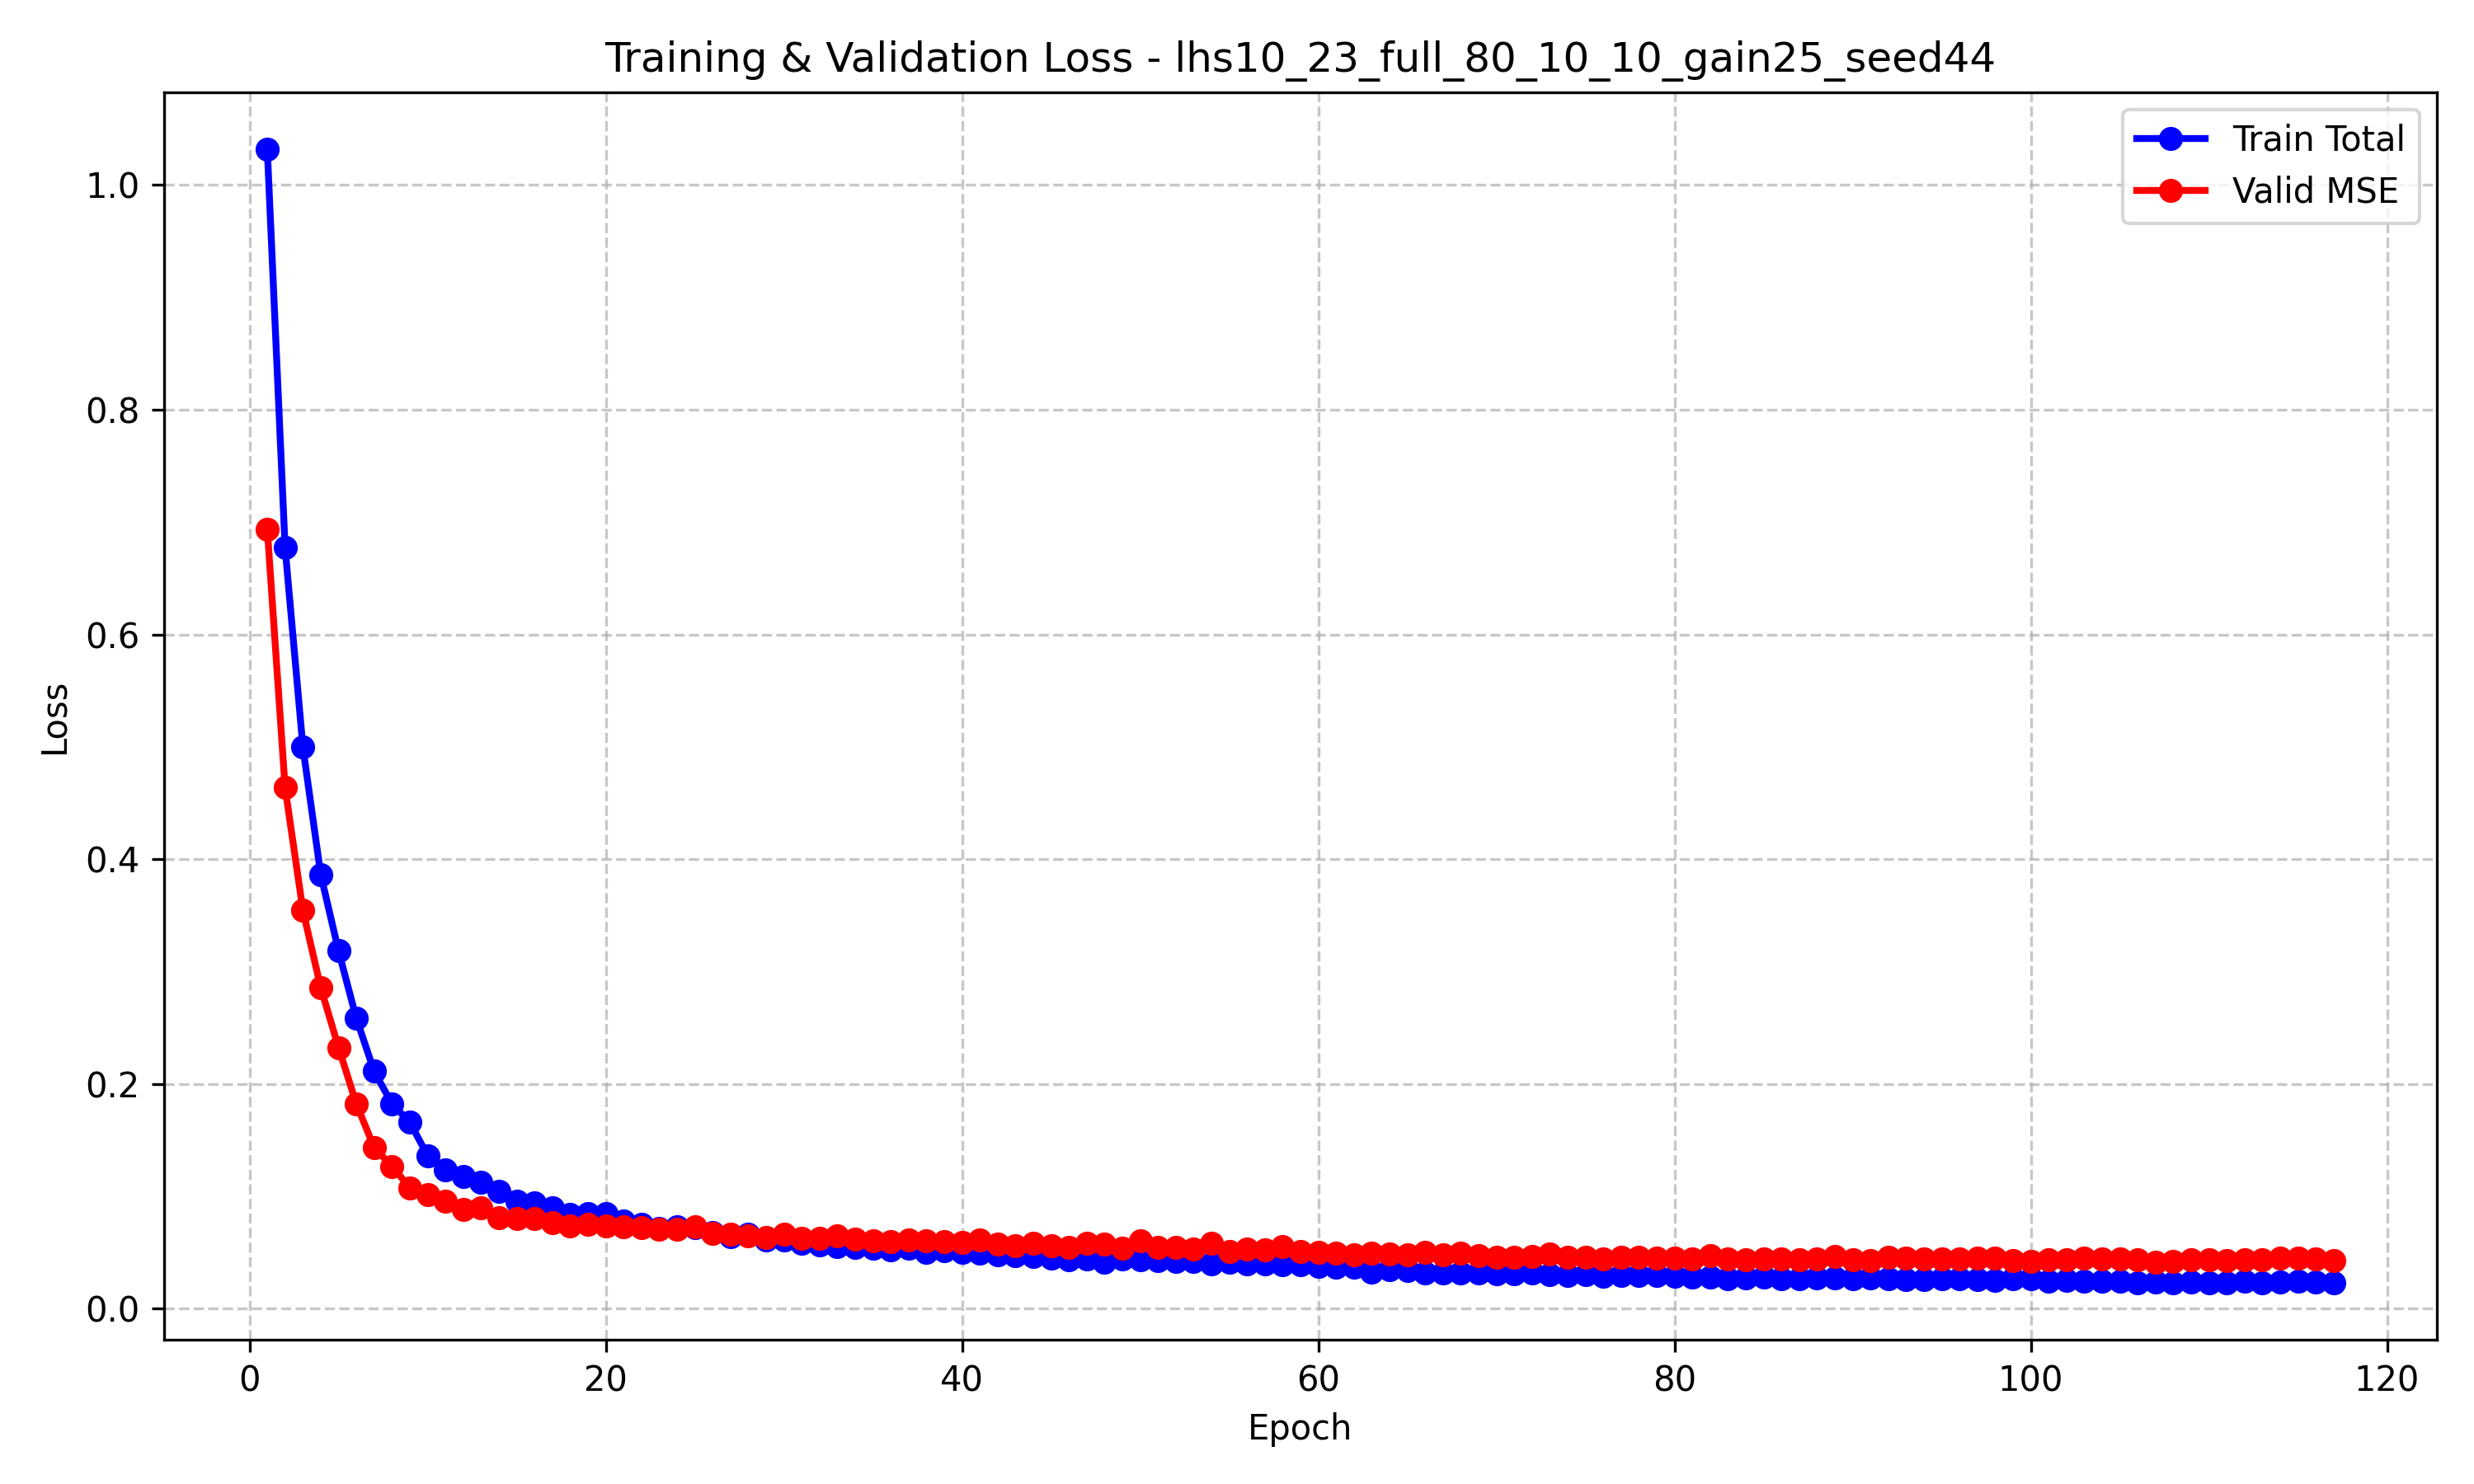 Training & Validation Loss - lhs10_23_full_80_10_10_gain25_seed44
Train Total
Valid MSE
Loss
1.0
0.8
0.6
0.4
0.2
0.0
0 20 40 60 80 100 120
Epoch